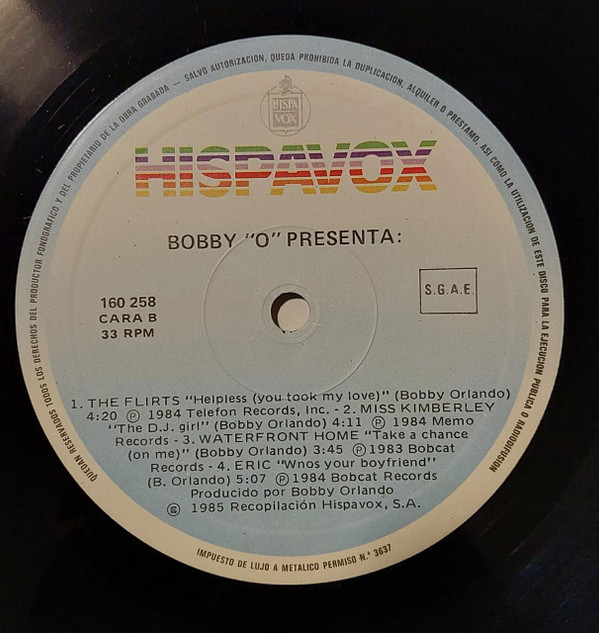 QUEDAN RESERVADOS TODOS LOS DERECHOS DEL PRODUCTOR FONOGRAFICO Y DEL PROPIETARIO DE LA OBRA GRABADA — SALVO AUTORIZACION, QUEDA PROHIBIDA LA DUPLICACION, ALQUILER O PRESTAMO, ASI COMO LA UTILIZACION DE ESTE DISCO PARA LA EJECUCION PUBLICA O RADIODIFUSION
HISPA
VOX
HISPAVOX
BOBBY "O" PRESENTA:
160 258
CARA B
33 RPM
S.G.A.E.
1. THE FLIRTS "Helpless (you took my love)" (Bobby Orlando)
4:20 Ⓟ 1984 Telefon Records, Inc. - 2. MISS KIMBERLEY
"The D.J. girl" (Bobby Orlando) 4:11 Ⓟ 1984 Memo
Records - 3. WATERFRONT HOME "Take a chance
(on me)" (Bobby Orlando) 3:45 Ⓟ1983 Bobcat
Records - 4. ERIC "Wnos your boyfriend"
(B. Orlando) 5:07 Ⓟ1984 Bobcat Records
Producido por Bobby Orlando
© 1985 Recopilación Hispavox, S.A.
IMPUESTO DE LUJO A METALICO PERMISO N.º 3637